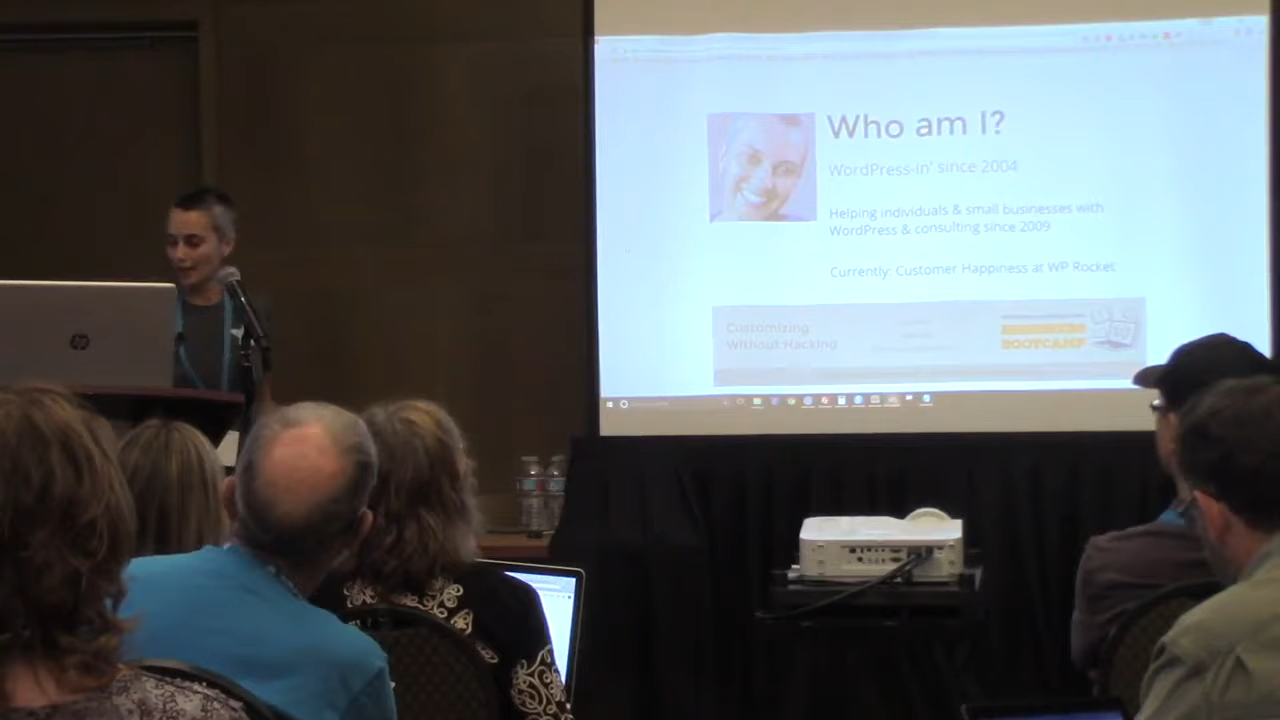 Who am I?
WordPress-in' since 2004
Helping individuals & small businesses with
WordPress & consulting since 2009
Currently: Customer Happiness at WP Rocket
Customizing
Without Hacking
BOOTCAMP
hp